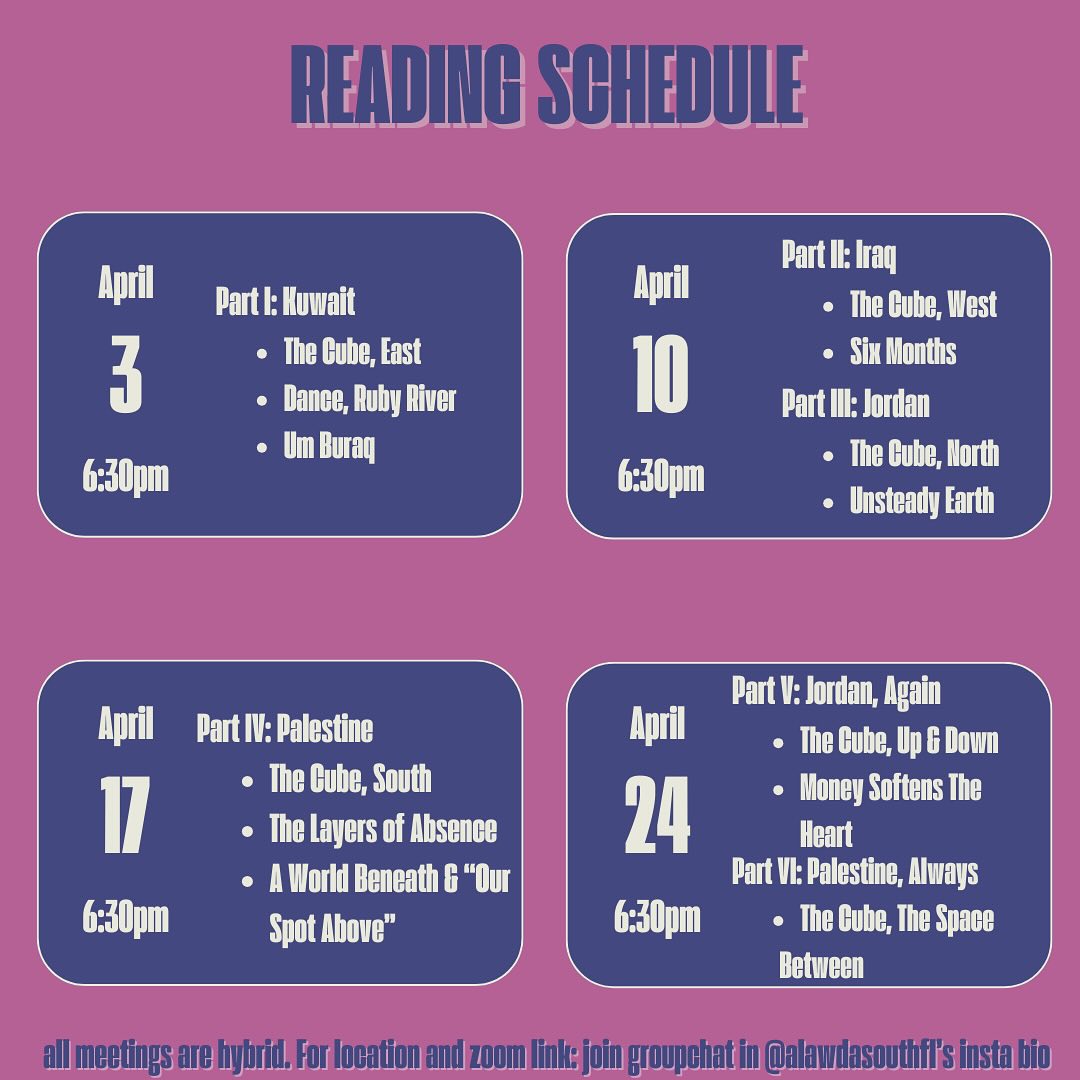 READING SCHEDULE
April
3
6:30pm
Part I: Kuwait
• The Cube, East
• Dance, Ruby River
• Um Buraq
April
10
6:30pm
Part II: Iraq
• The Cube, West
• Six Months
Part III: Jordan
• The Cube, North
• Unsteady Earth
April
17
6:30pm
Part IV: Palestine
• The Cube, South
• The Layers of Absence
• A World Beneath & “Our
Spot Above”
April
24
6:30pm
Part V: Jordan, Again
• The Cube, Up & Down
• Money Softens The
Heart
Part VI: Palestine, Always
• The Cube, The Space
Between
all meetings are hybrid. For location and zoom link: join groupchat in @alawdasouthfl's insta bio